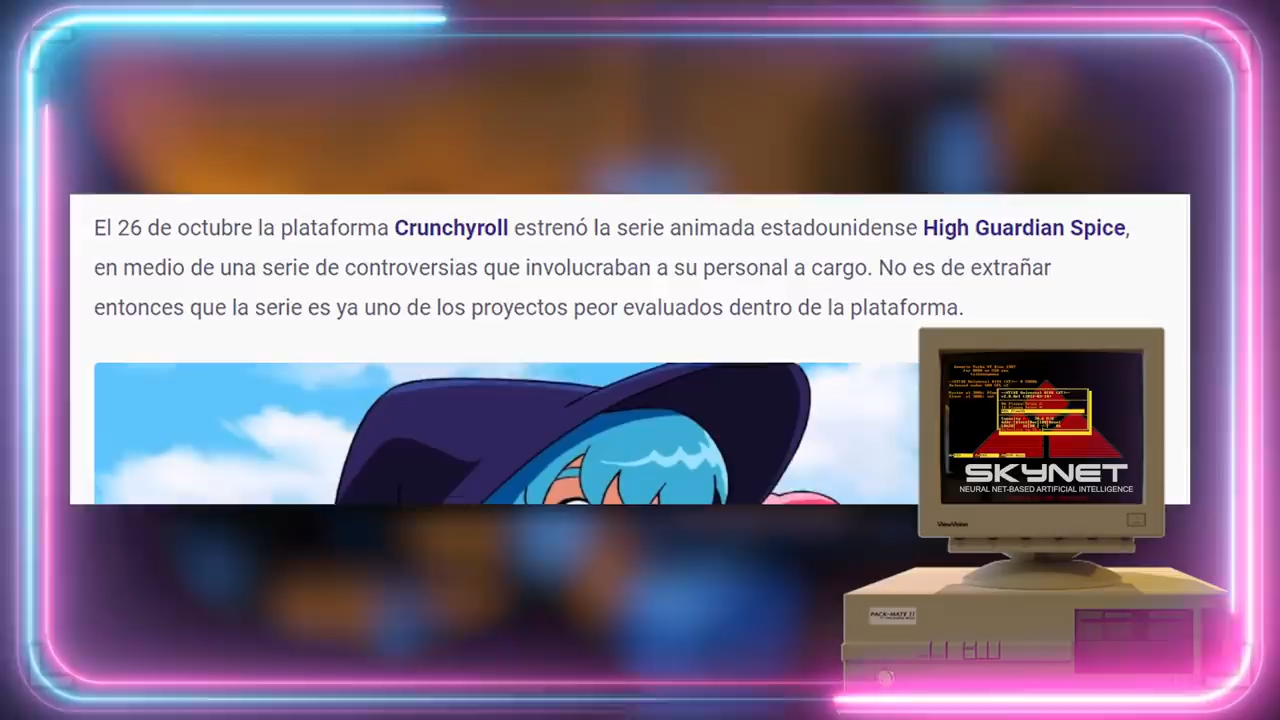 El 26 de octubre la plataforma Crunchyroll estrenó la serie animada estadounidense High Guardian Spice,
en medio de una serie de controversias que involucraban a su personal a cargo. No es de extrañar
entonces que la serie es ya uno de los proyectos peor evaluados dentro de la plataforma.
SKYNET
NEURAL NET-BASED ARTIFICIAL INTELLIGENCE
ViewVision
PACK-MATE II